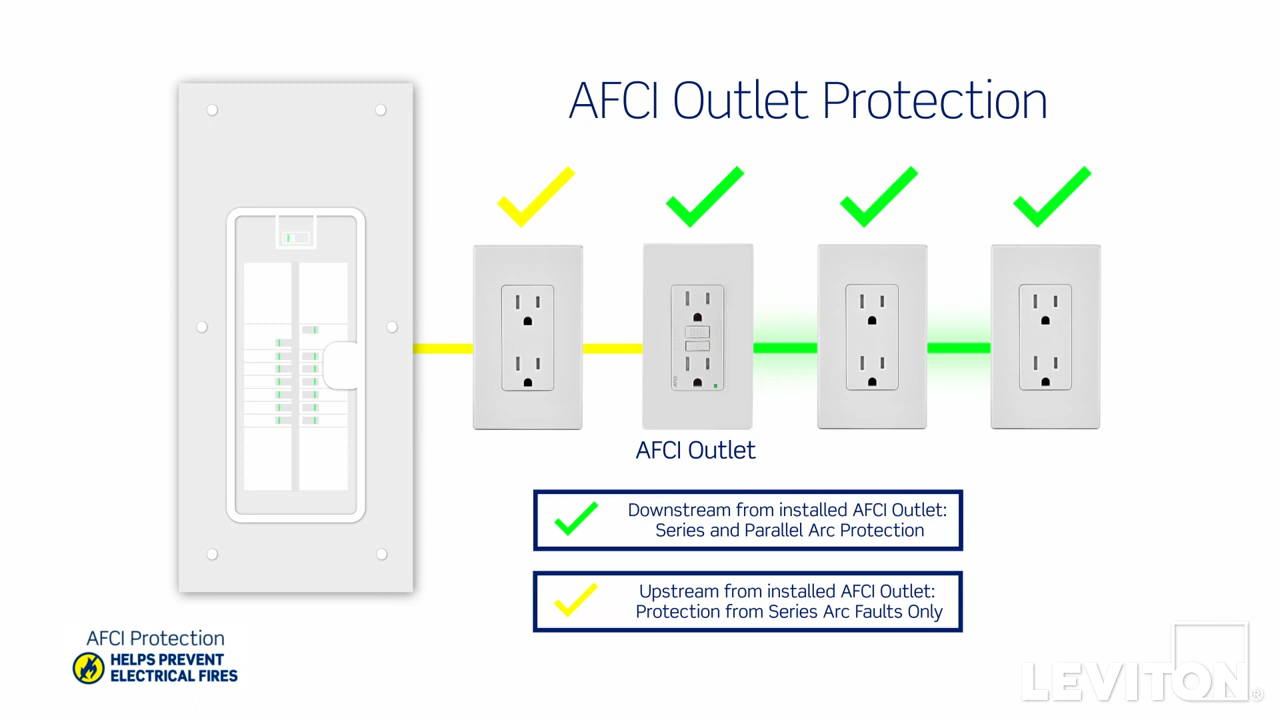 AFCI Outlet Protection
AFCI Outlet
Downstream from installed AFCI Outlet:
Series and Parallel Arc Protection
Upstream from installed AFCI Outlet:
Protection from Series Arc Faults Only
AFCI Protection
HELPS PREVENT
ELECTRICAL FIRES
LEVITON®